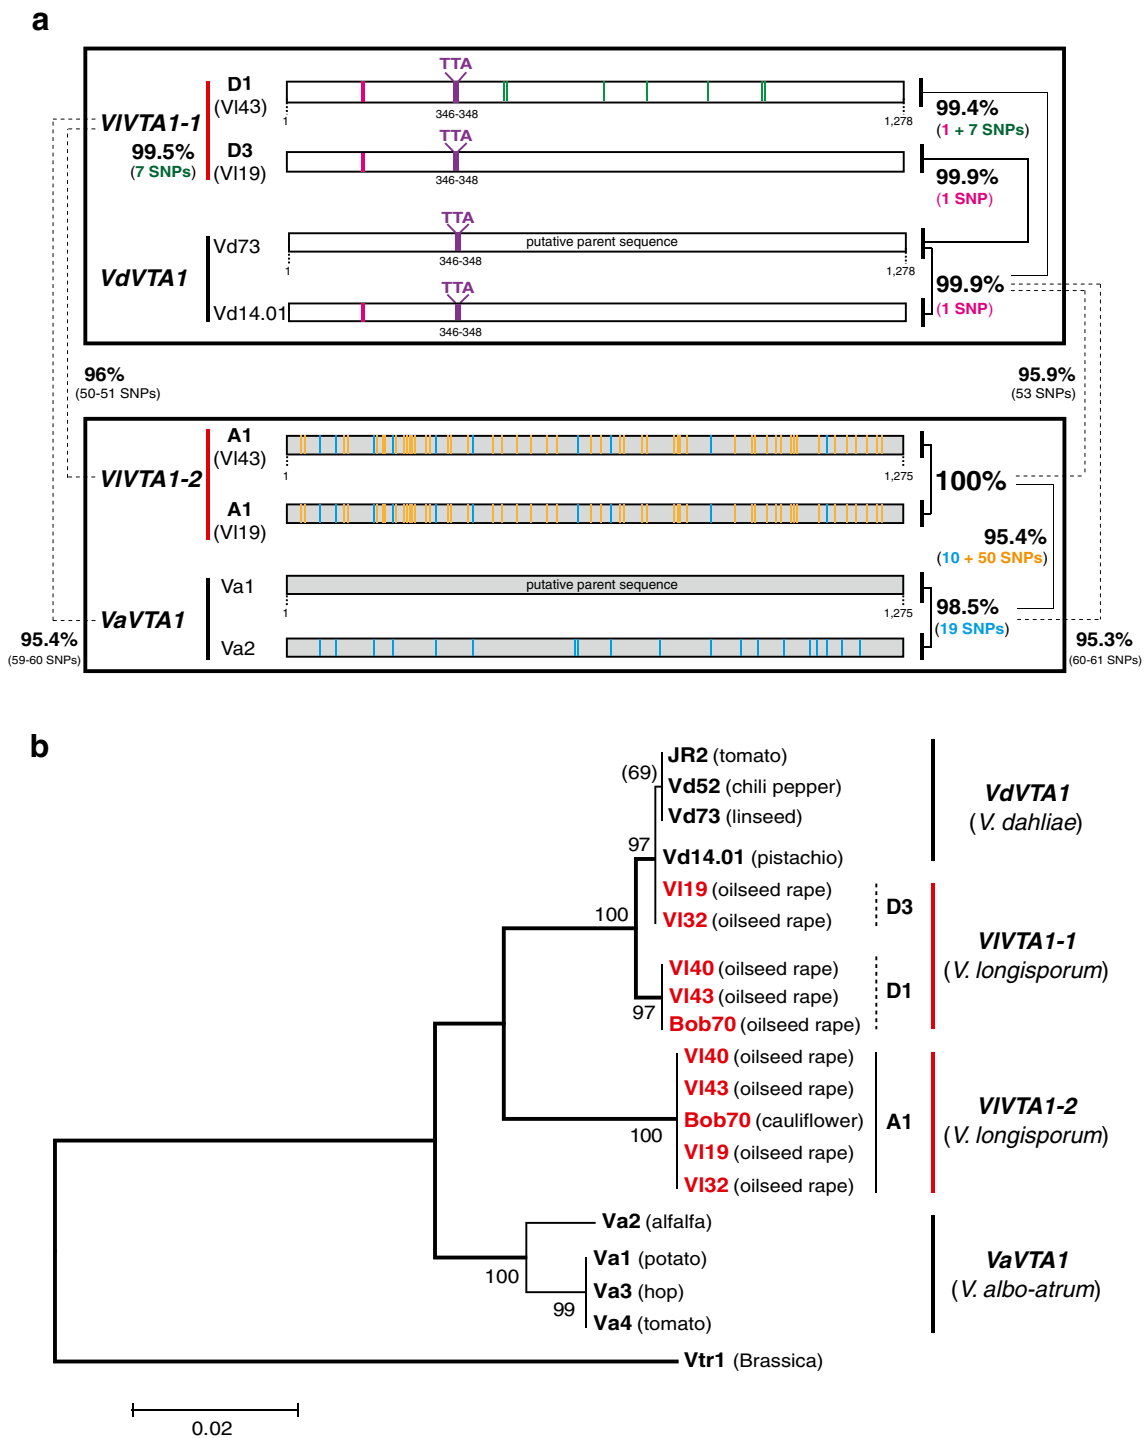 a
TTA
D1
(Vl43)
1
346-348
1,278
99.4%
(1 + 7 SNPs)
VlVTA1-1
99.5%
(7 SNPs)
TTA
D3
(Vl19)
346-348
99.9%
(1 SNP)
TTA
Vd73
putative parent sequence
1
346-348
1,278
VdVTA1
99.9%
(1 SNP)
TTA
Vd14.01
346-348
96%
(50-51 SNPs)
95.9%
(53 SNPs)
A1
(Vl43)
1
1,275
VlVTA1-2
100%
A1
(Vl19)
95.4%
(10 + 50 SNPs)
Va1
putative parent sequence
1
1,275
VaVTA1
98.5%
(19 SNPs)
Va2
95.4%
(59-60 SNPs)
95.3%
(60-61 SNPs)
b
JR2 (tomato)
(69)
Vd52 (chili pepper)
Vd73 (linseed)
VdVTA1
(V. dahliae)
97
Vd14.01 (pistachio)
Vl19 (oilseed rape)
D3
100
Vl32 (oilseed rape)
VlVTA1-1
(V. longisporum)
Vl40 (oilseed rape)
D1
Vl43 (oilseed rape)
97
Bob70 (oilseed rape)
Vl40 (oilseed rape)
Vl43 (oilseed rape)
VlVTA1-2
(V. longisporum)
Bob70 (cauliflower)
A1
100
Vl19 (oilseed rape)
Vl32 (oilseed rape)
Va2 (alfalfa)
Va1 (potato)
VaVTA1
(V. albo-atrum)
100
Va3 (hop)
99
Va4 (tomato)
Vtr1 (Brassica)
0.02